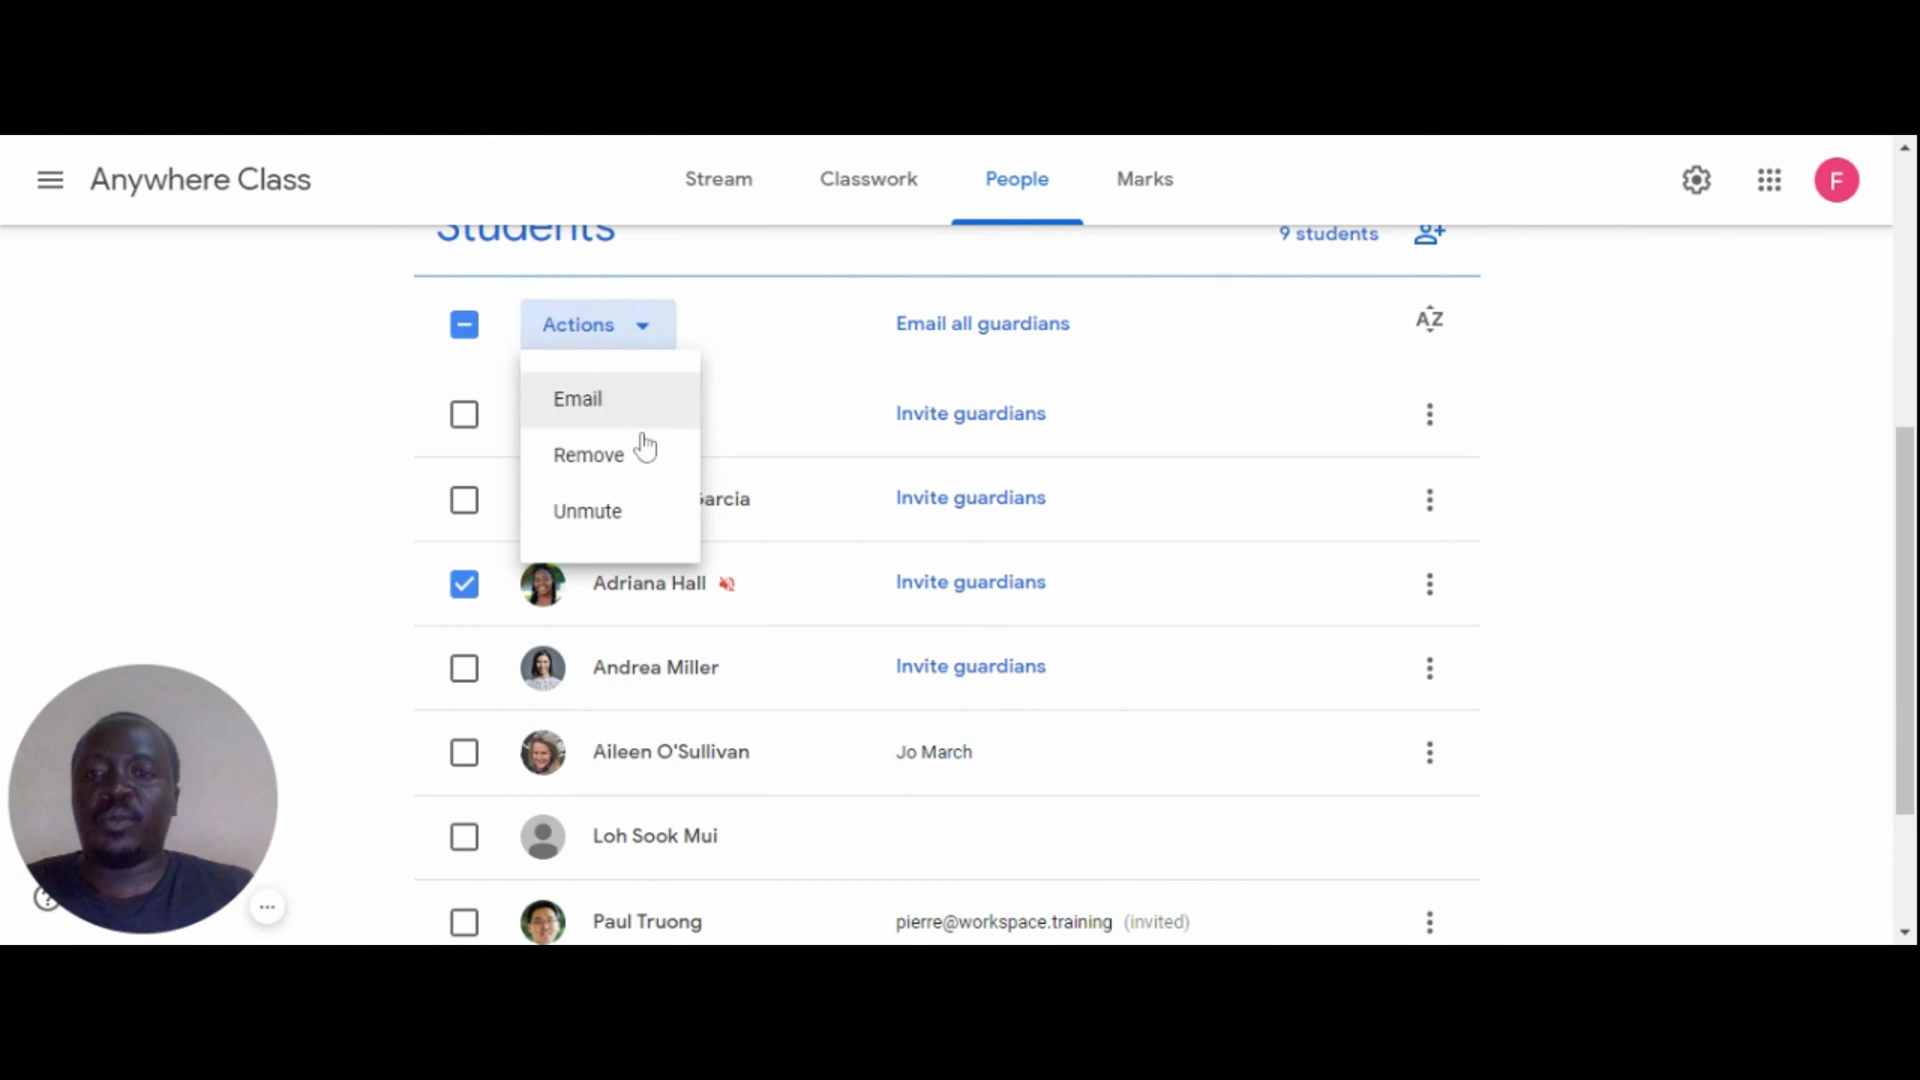 Anywhere Class
Stream
Classwork
People
Marks
F
Students
9 students
Actions
Email all guardians
AZ
Email
Remove
Unmute
Invite guardians
Garcia
Invite guardians
Adriana Hall
Invite guardians
Andrea Miller
Invite guardians
Aileen O'Sullivan
Jo March
Loh Sook Mui
Paul Truong
pierre@workspace.training (invited)